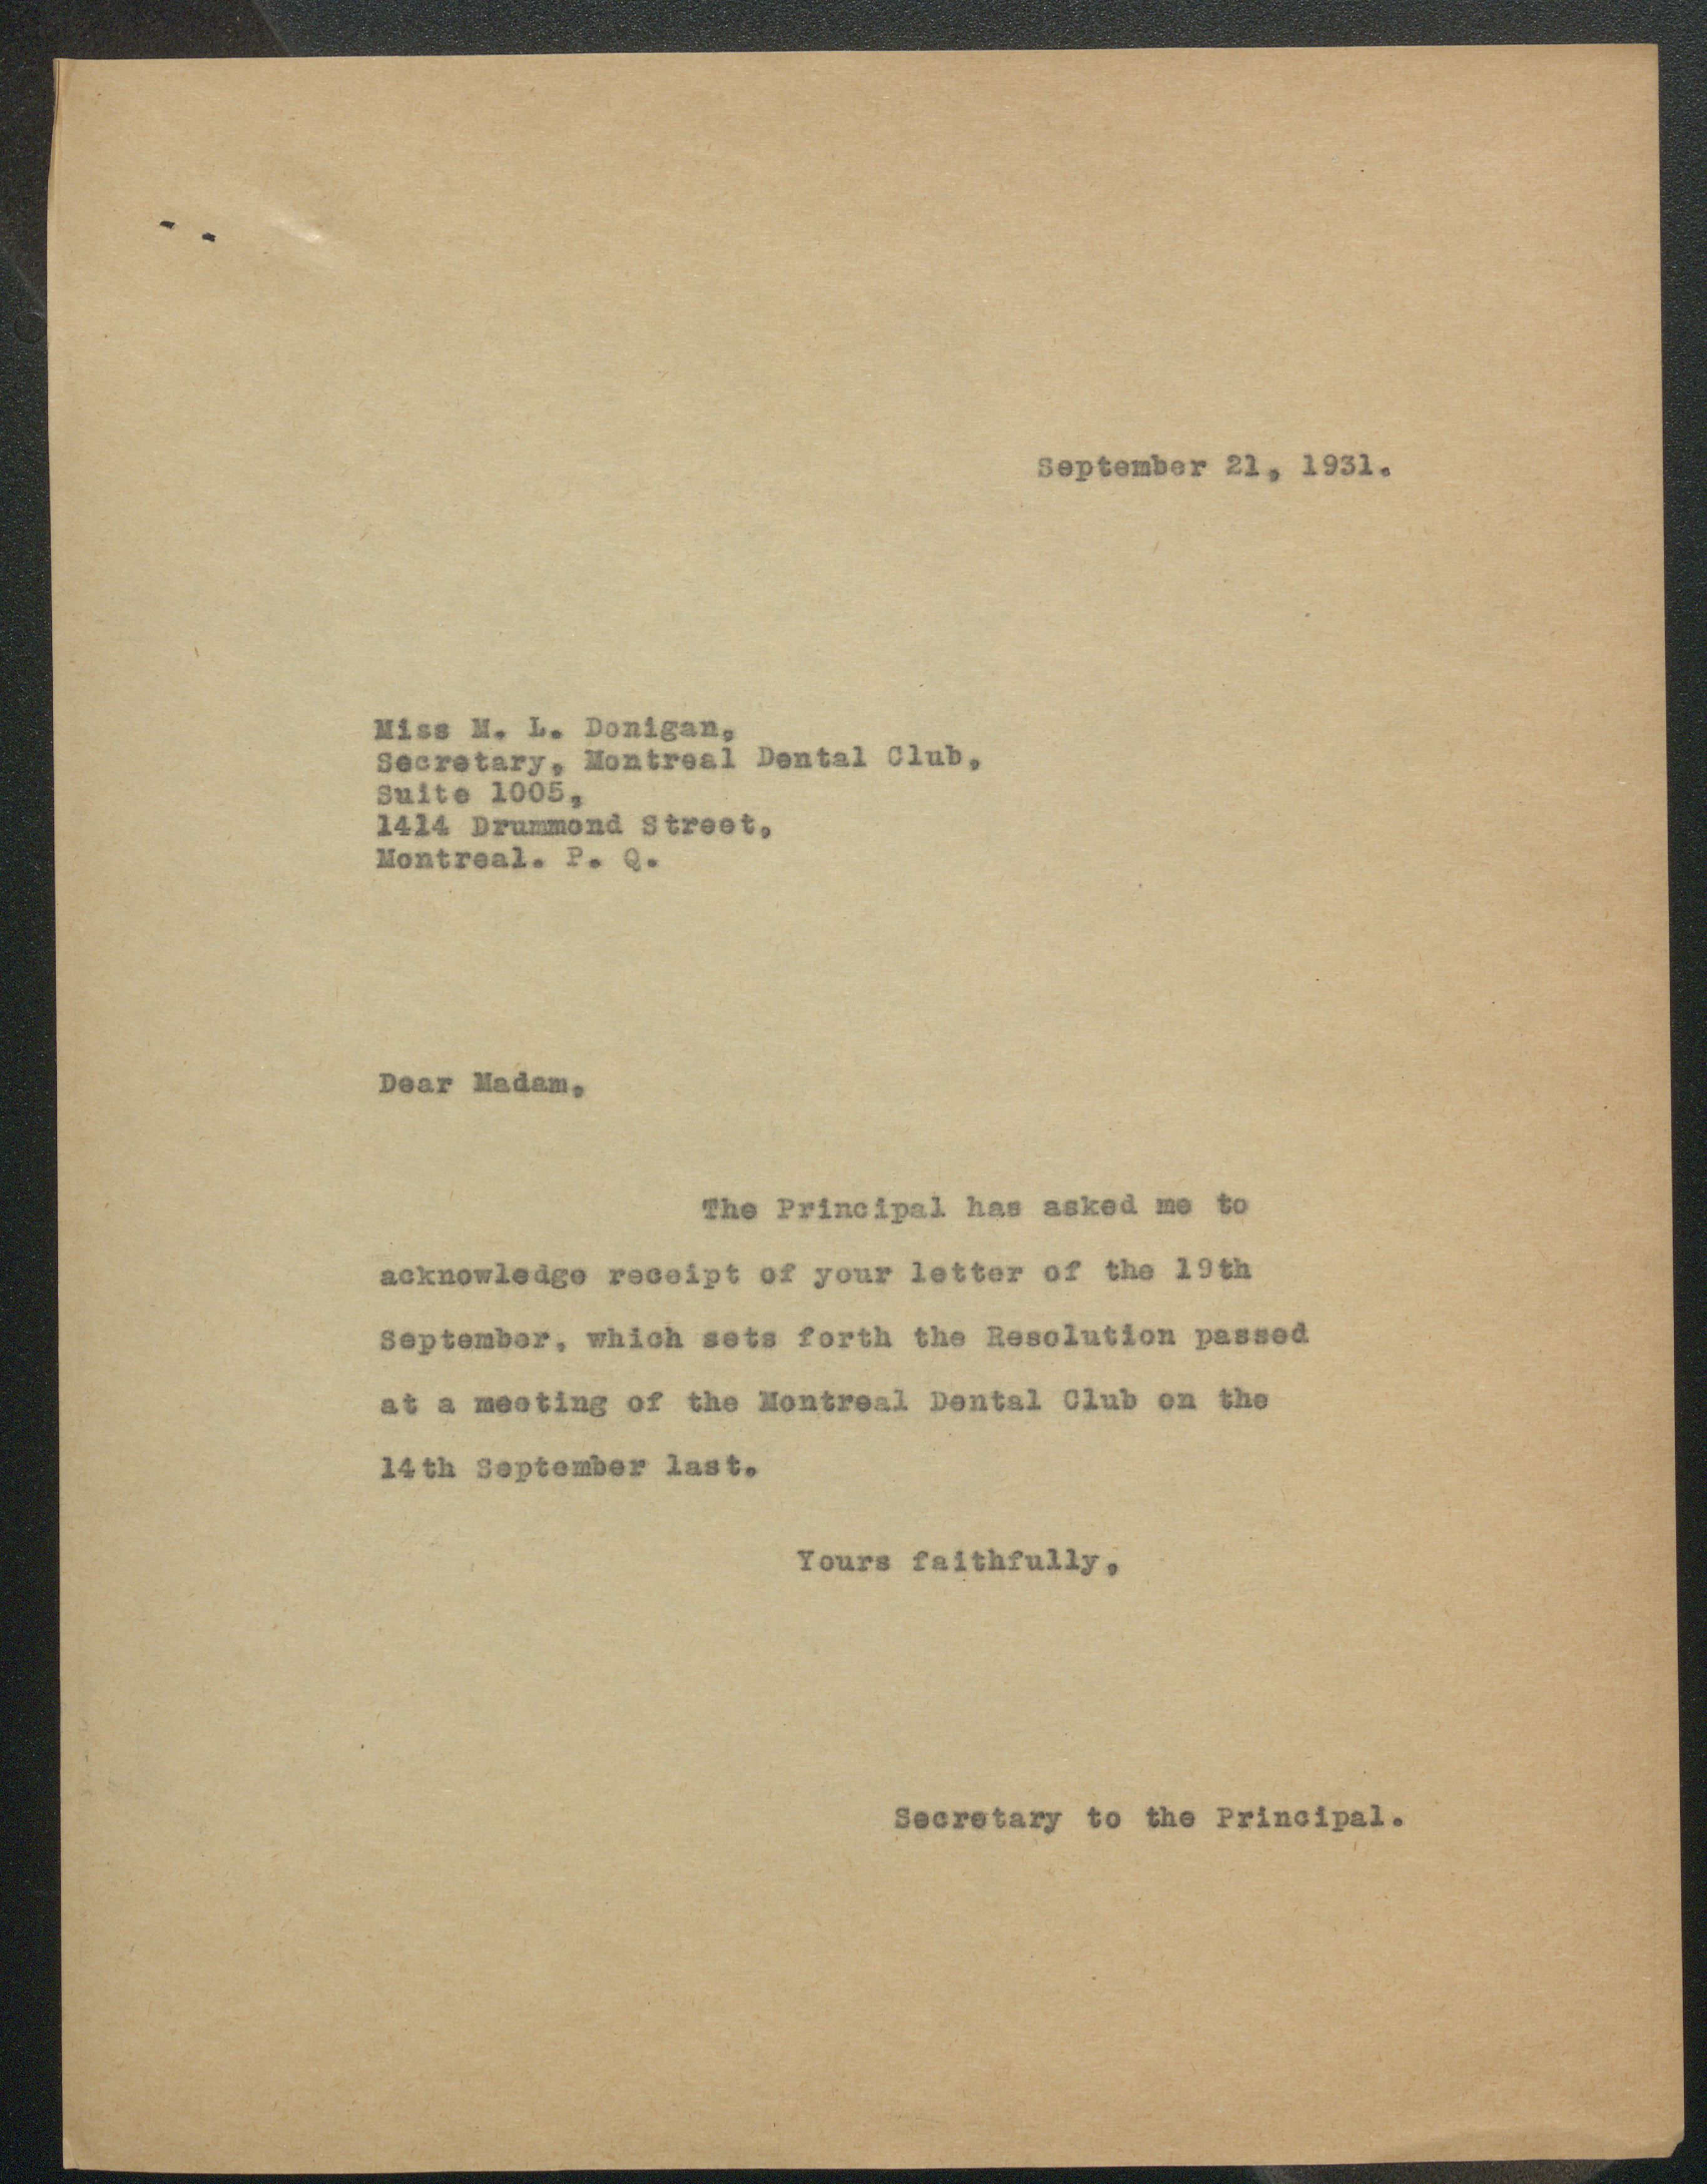 September 21, 1931.
Miss M. L. Donigan,
Secretary, Montreal Dental Club,
Suite 1005,
1414 Drummond Street,
Montreal. P. Q.
Dear Madam,
The Principal has asked me to
acknowledge receipt of your letter of the 19th
September, which sets forth the Resolution passed
at a meeting of the Montreal Dental Club on the
14th September last.
Yours faithfully,
Secretary to the Principal.